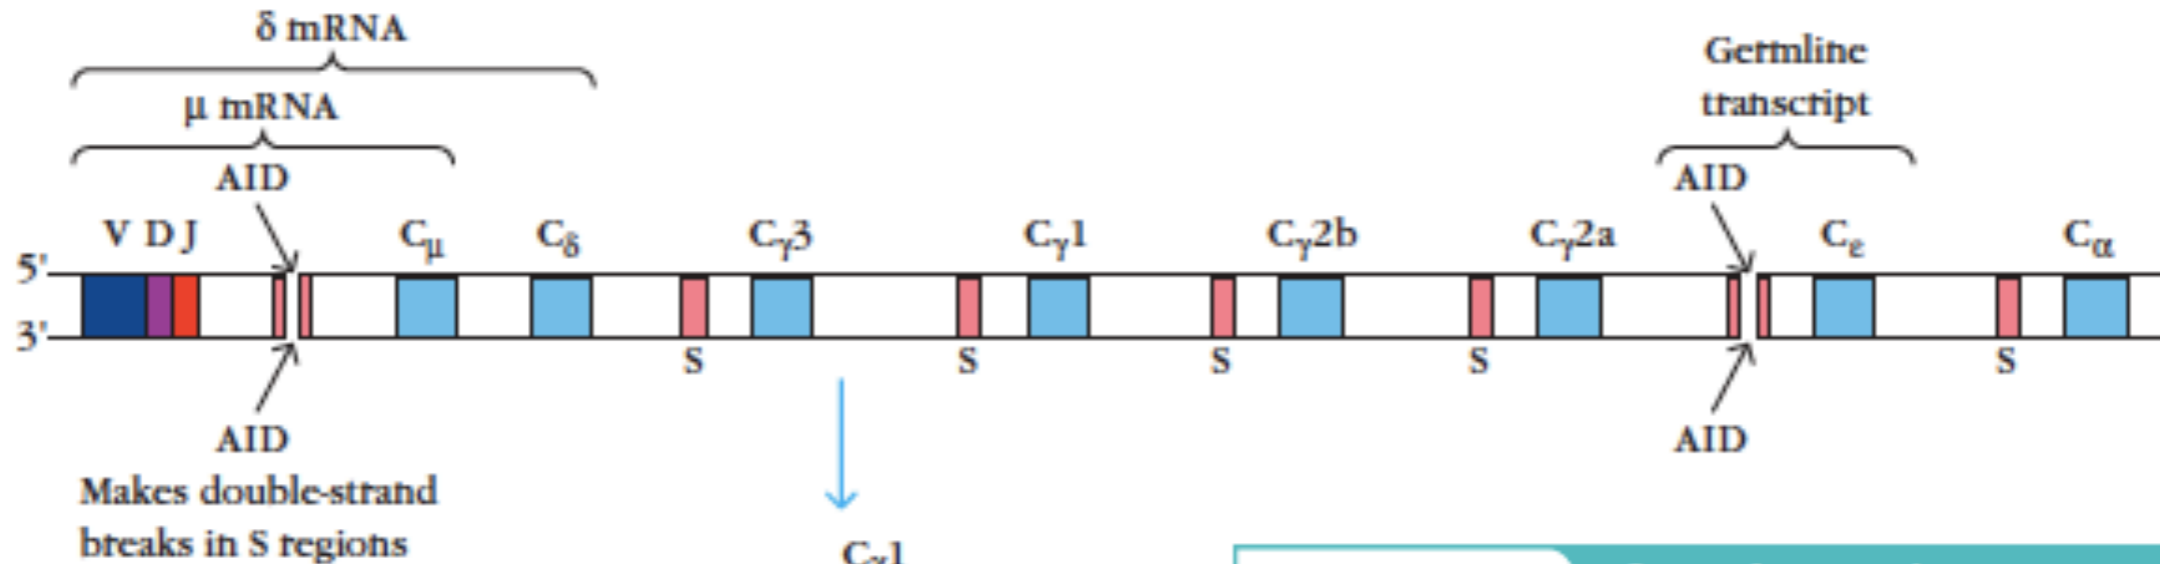 δ mRNA
μ mRNA
Germline
transcript
AID
AID
V D J
Cμ
Cδ
Cγ3
Cγ1
Cγ2b
Cγ2a
Cε
Cα
5'
3'
S
S
S
S
S
AID
AID
Makes double-strand
breaks in S regions
Cγ1